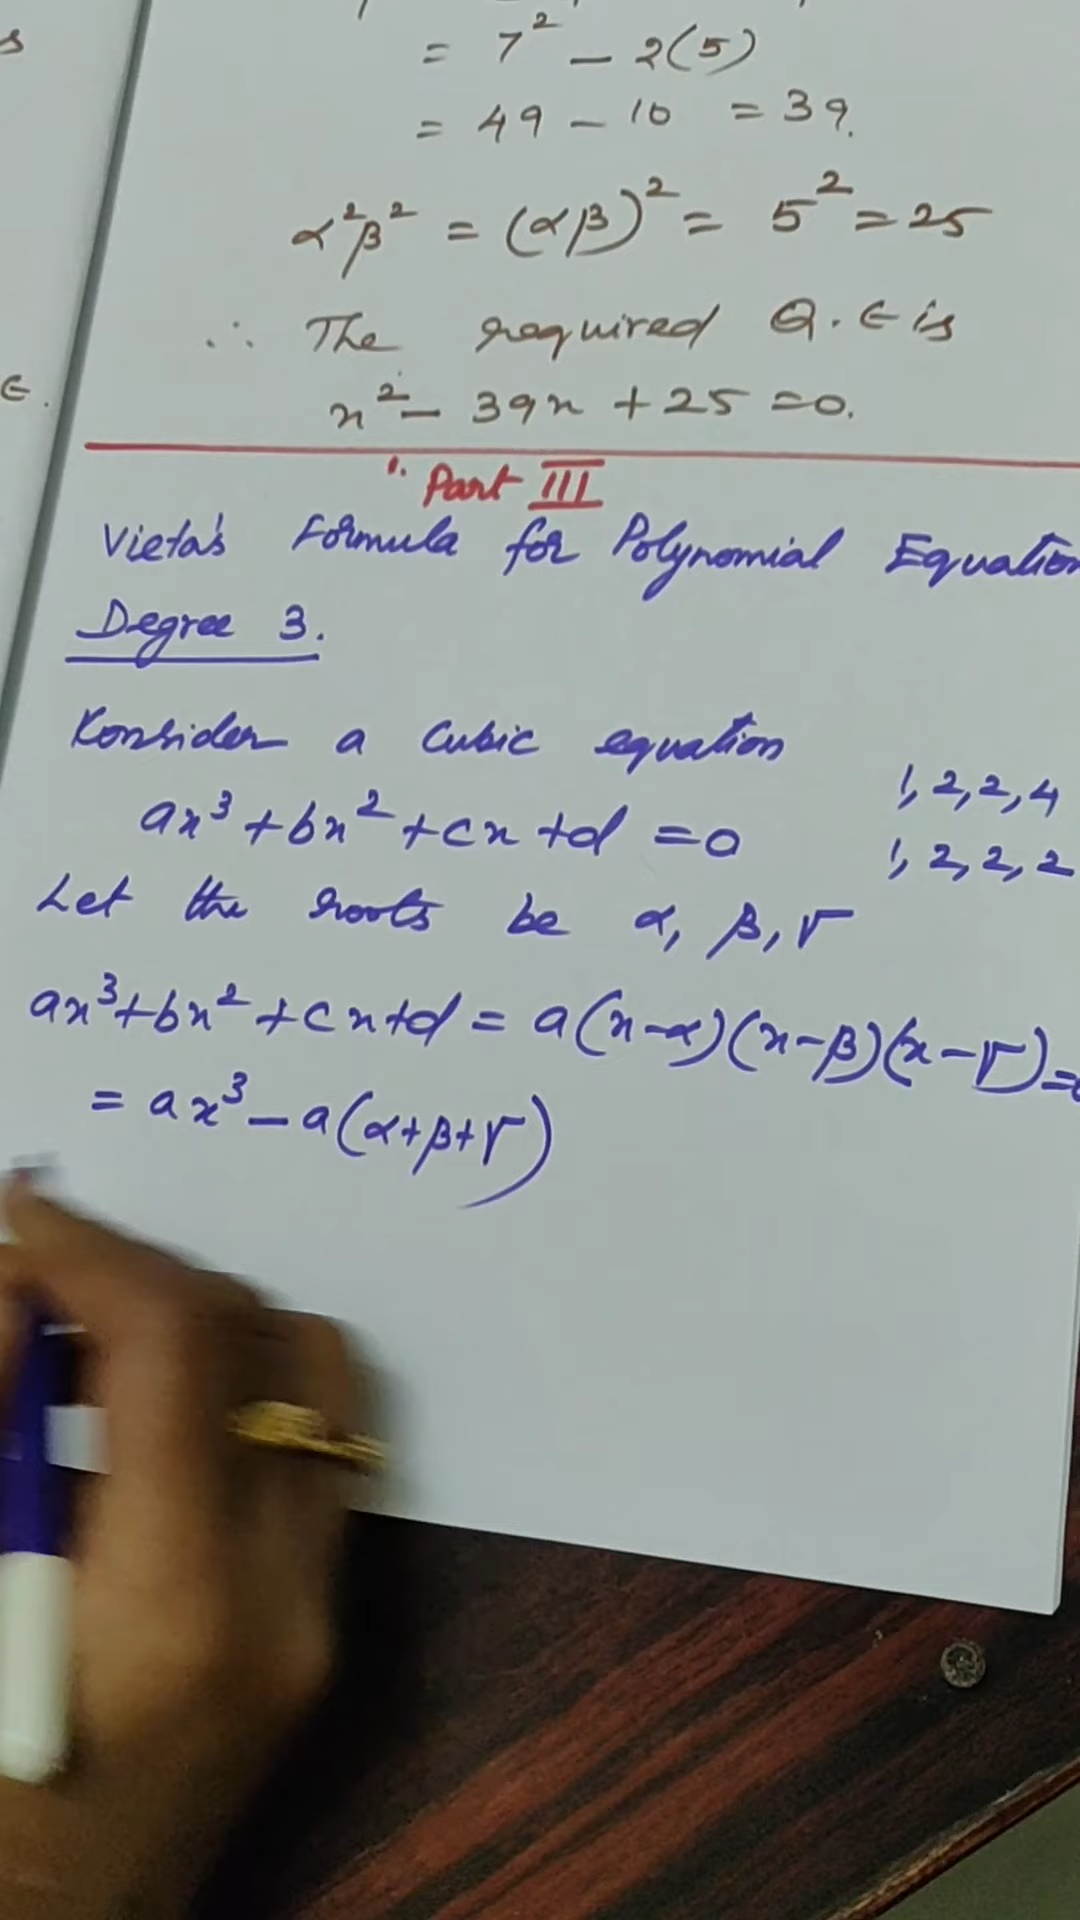 s
= 7² - 2(5)
= 49 - 10 = 39.
α²β² = (αβ)² = 5² = 25
∴ The required Q.E is
E.
x² - 39x + 25 = 0.
Part III
Vieta's Formula for Polynomial Equation
Degree 3.
Consider a cubic equation
1, 2, 2, 4
ax³ + bx² + cx + d = 0
1, 2, 2, 2
Let the roots be α, β, γ
ax³ + bx² + cx + d = a(x-α)(x-β)(x-γ) =
= ax³ - a(α+β+γ)